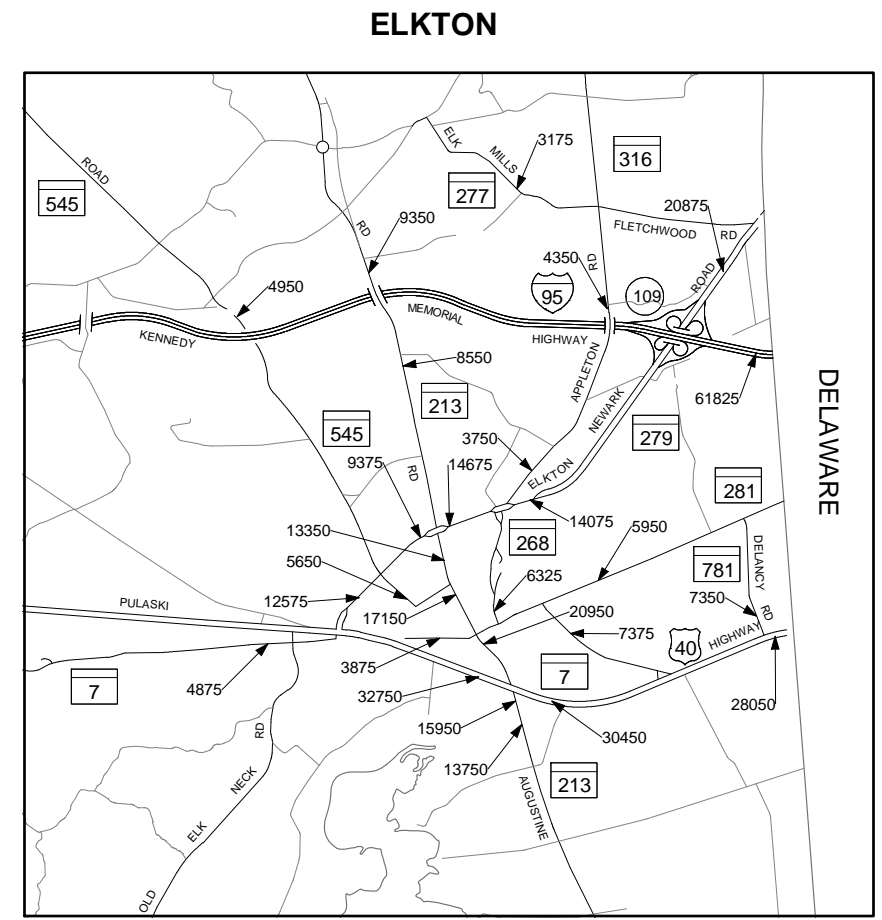 ELKTON
ELK
3175
MILLS
316
ROAD
277
545
20875
9350
RD
FLETCHWOOD RD
4350
RD
ROAD
4950
95
109
MEMORIAL
KENNEDY
HIGHWAY
8550
APPLETON
DELAWARE
61825
213
NEWARK
545
3750
279
9375
14675
RD
ELKTON
281
13350
14075
5950
268
5650
DELANCY
781
6325
12575
7350
PULASKI
17150
20950
RD
7375
HIGHWAY
40
3875
7
4875
7
32750
28050
15950
30450
RD
13750
213
NECK
AUGUSTINE
ELK
OLD